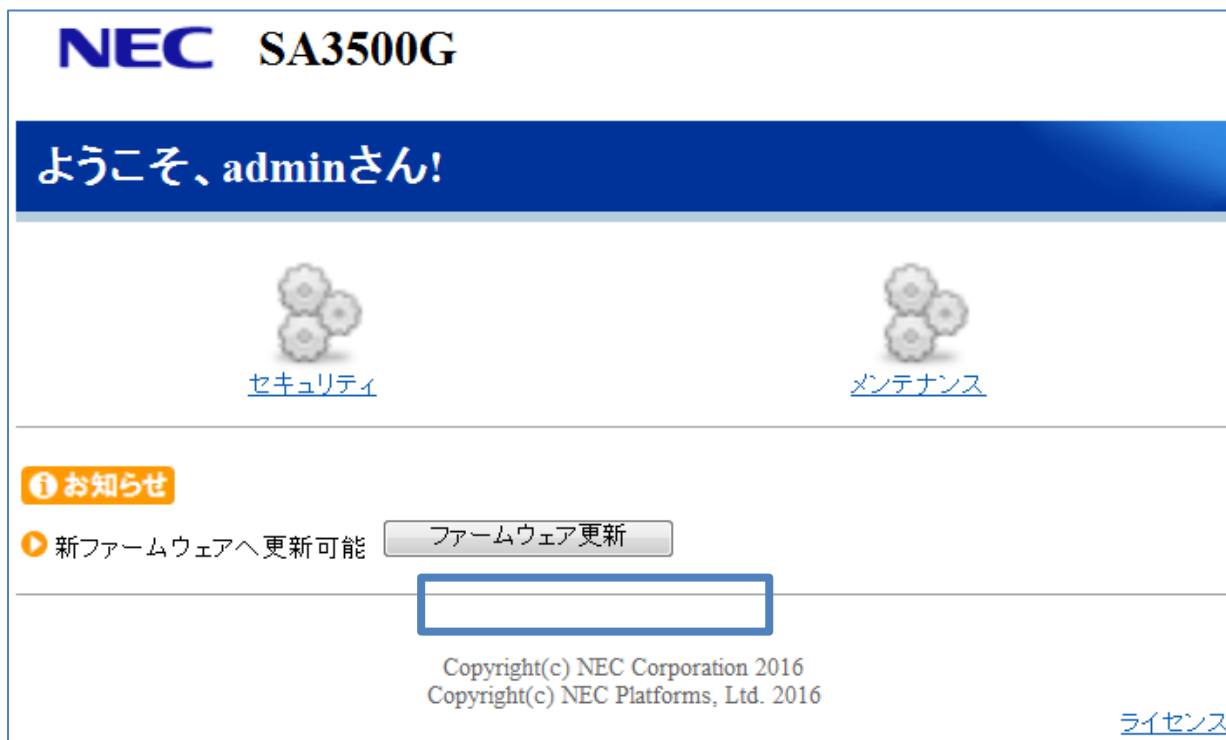 NEC SA3500G
ようこそ、adminさん!
セキュリティ メンテナンス
お知らせ
新ファームウェアへ更新可能 ファームウェア更新
Copyright(c) NEC Corporation 2016
Copyright(c) NEC Platforms, Ltd. 2016
ライセンス